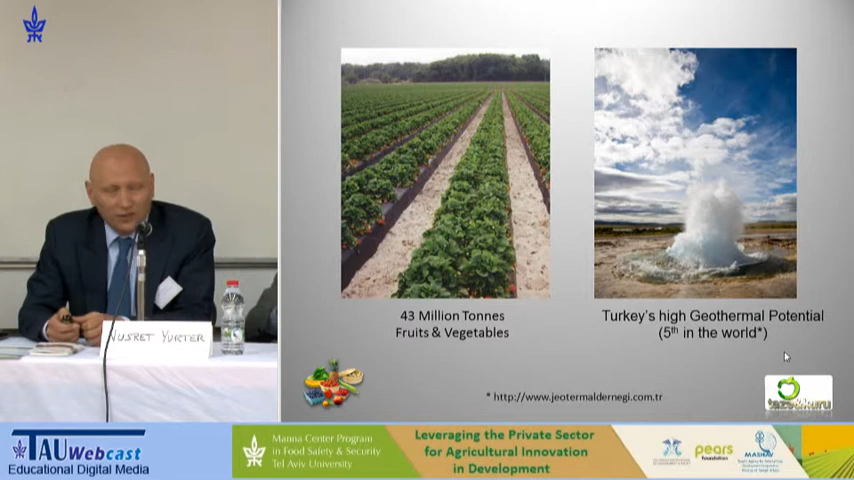 43 Million Tonnes
Fruits & Vegetables
Turkey's high Geothermal Potential
(5th in the world*)
* http://www.jeotermaldernegi.com.tr
taze&kuru
NUSRET YURTER
TAU Webcast
Educational Digital Media
Manna Center Program
in Food Safety & Security
Tel Aviv University
Leveraging the Private Sector
for Agricultural Innovation
in Development
pears
foundation
MASHAV